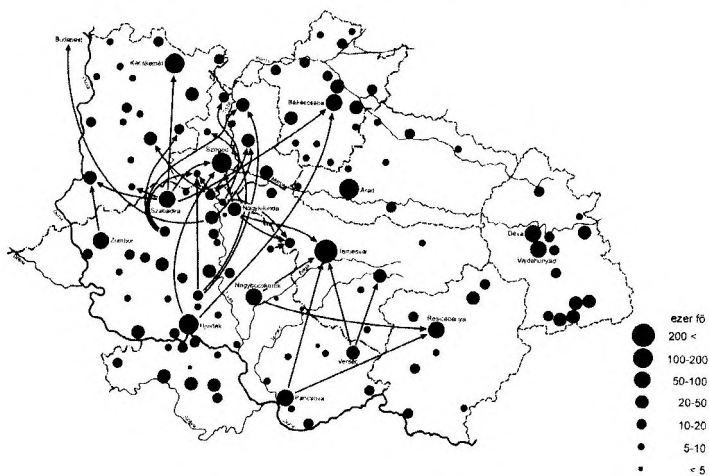 Budapest
Kecskemét
Békéscsaba
Szeged
Arad
Szabadka
Nagykikinda
Zombor
Déva
Vajdahunyad
Temesvár
Nagybecskerek
Újvidék
Resicabánya
Versec
Pancsova
ezer fő
200 <
100-200
50-100
20-50
10-20
5-10
< 5